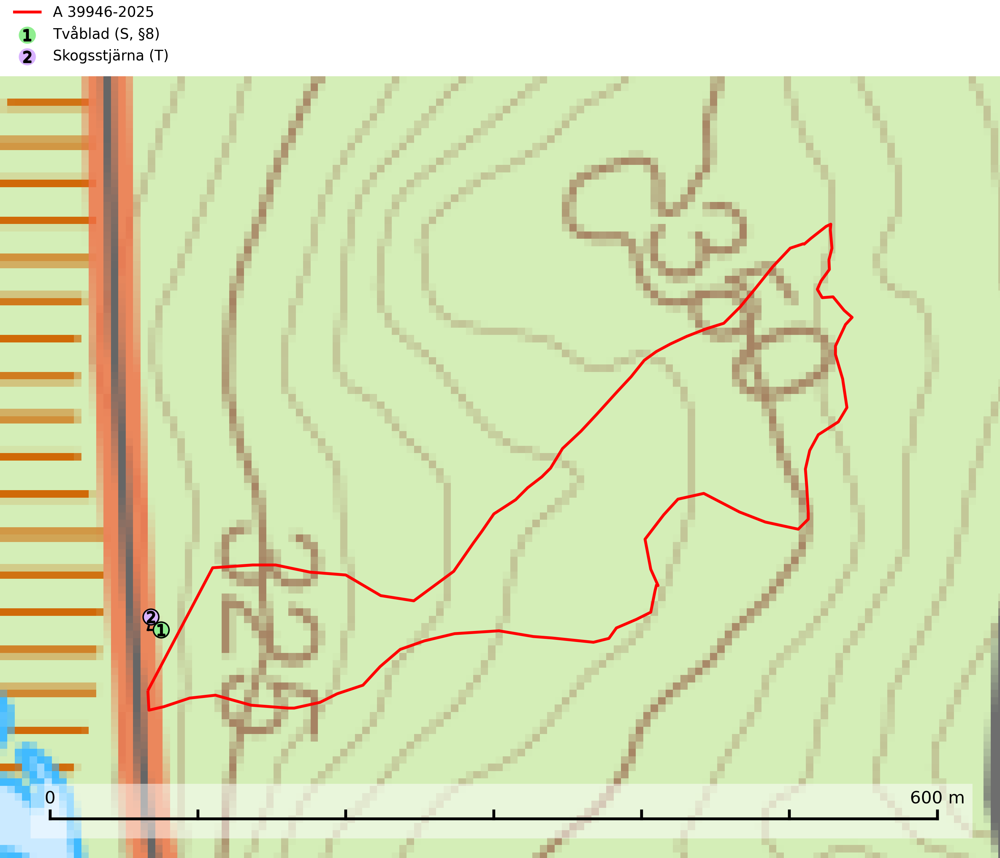 A 39946-2025
1 Tvåblad (S, §8)
2 Skogsstjärna (T)
2
1
0 600 m